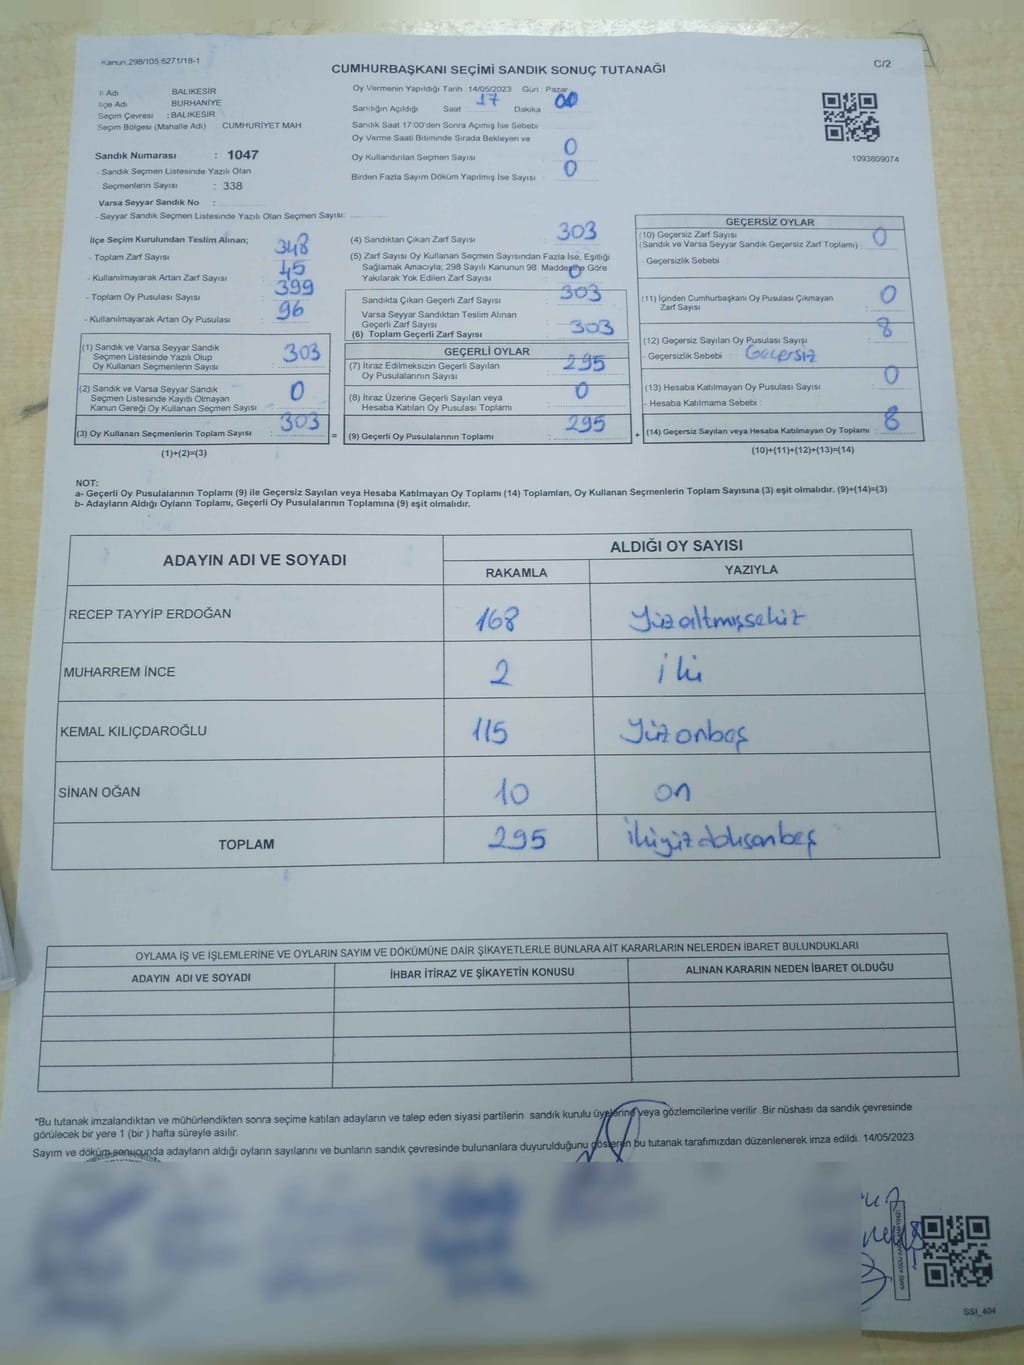 Kanun:298/105 6271/18-1
CUMHURBAŞKANI SEÇİMİ SANDIK SONUÇ TUTANAĞI
C/2
İl Adı BALIKESİR
İlçe Adı BURHANİYE
Seçim Çevresi : BALIKESİR
Seçim Bölgesi (Mahalle Adı) : CUMHURİYET MAH.
Sandık Numarası : 1047
- Sandık Seçmen Listesinde Yazılı Olan
Seçmenlerin Sayısı : 338
Varsa Seyyar Sandık No :
- Seyyar Sandık Seçmen Listesinde Yazılı Olan Seçmen Sayısı:
Oy Vermenin Yapıldığı Tarih :14/05/2023 Gün : Pazar
Sandığın Açıldığı Saat 17 Dakika 00
Sandık Saat 17:00'den Sonra Açımış İse Sebebi
Oy Verme Saati Bitiminde Sırada Bekleyen ve
Oy Kullandırılan Seçmen Sayısı 0
Birden Fazla Sayım Döküm Yapılmış İse Sayısı 0
1093809074
İlçe Seçim Kurulundan Teslim Alınan;
- Toplam Zarf Sayısı : 348
- Kullanılmayarak Artan Zarf Sayısı : 45
- Toplam Oy Pusulası Sayısı : 399
- Kullanılmayarak Artan Oy Pusulası : 96
(1) Sandık ve Varsa Seyyar Sandık
Seçmen Listesinde Yazılı Olup
Oy Kullanan Seçmenlerin Sayısı : 303
(2) Sandık ve Varsa Seyyar Sandık
Seçmen Listesinde Kayıtlı Olmayan
Kanun Gereği Oy Kullanan Seçmen Sayısı : 0
(3) Oy Kullanan Seçmenlerin Toplam Sayısı : 303
(1)+(2)=(3)
(4) Sandıktan Çıkan Zarf Sayısı : 303
(5) Zarf Sayısı Oy Kullanan Seçmen Sayısından Fazla İse, Eşitliği
Sağlamak Amacıyla; 298 Sayılı Kanunun 98. Maddesine Göre
Yakılarak Yok Edilen Zarf Sayısı : 0
Sandıkta Çıkan Geçerli Zarf Sayısı : 303
Varsa Seyyar Sandıktan Teslim Alınan
Geçerli Zarf Sayısı
(6) Toplam Geçerli Zarf Sayısı : 303
GEÇERLİ OYLAR
(7) İtiraz Edilmeksizin Geçerli Sayılan
Oy Pusulalarının Sayısı : 295
(8) İtiraz Üzerine Geçerli Sayılan veya
Hesaba Katılan Oy Pusulası Toplamı : 0
= (9) Geçerli Oy Pusulalarının Toplamı : 295
GEÇERSİZ OYLAR
(10) Geçersiz Zarf Sayısı
(Sandık ve Varsa Seyyar Sandık Geçersiz Zarf Toplamı) : 0
- Geçersizlik Sebebi
(11) İçinden Cumhurbaşkanı Oy Pusulası Çıkmayan
Zarf Sayısı : 0
(12) Geçersiz Sayılan Oy Pusulası Sayısı : 8
- Geçersizlik Sebebi : Geçersiz
(13) Hesaba Katılmayan Oy Pusulası Sayısı : 0
- Hesaba Katılmama Sebebi :
+ (14) Geçersiz Sayılan veya Hesaba Katılmayan Oy Toplamı : 8
(10)+(11)+(12)+(13)=(14)
NOT:
a- Geçerli Oy Pusulalarının Toplamı (9) ile Geçersiz Sayılan veya Hesaba Katılmayan Oy Toplamı (14) Toplamları, Oy Kullanan Seçmenlerin Toplam Sayısına (3) eşit olmalıdır. (9)+(14)=(3)
b- Adayların Aldığı Oyların Toplamı, Geçerli Oy Pusulalarının Toplamına (9) eşit olmalıdır.
ADAYIN ADI VE SOYADI
ALDIĞI OY SAYISI
RAKAMLA YAZIYLA
RECEP TAYYİP ERDOĞAN 168 Yüzaltmışsekiz
MUHARREM İNCE 2 iki
KEMAL KILIÇDAROĞLU 115 Yüzonbeş
SİNAN OĞAN 10 on
TOPLAM 295 ikiyüzdoksanbeş
OYLAMA İŞ VE İŞLEMLERİNE VE OYLARIN SAYIM VE DÖKÜMÜNE DAİR ŞİKAYETLERLE BUNLARA AİT KARARLARIN NELERDEN İBARET BULUNDUKLARI
ADAYIN ADI VE SOYADI İHBAR İTİRAZ VE ŞİKAYETİN KONUSU ALINAN KARARIN NEDEN İBARET OLDUĞU
*Bu tutanak imzalandıktan ve mühürlendikten sonra seçime katılan adayların ve talep eden siyasi partilerin sandık kurulu üyelerine veya gözlemcilerine verilir. Bir nüshası da sandık çevresinde
görülecek bir yere 1 (bir) hafta süreyle asılır.
Sayım ve döküm sonucunda adayların aldığı oyların sayılarını ve bunların sandık çevresinde bulunanlara duyurulduğunu gösteren bu tutanak tarafımızdan düzenlenerek imza edildi. 14/05/2023
SSI_404